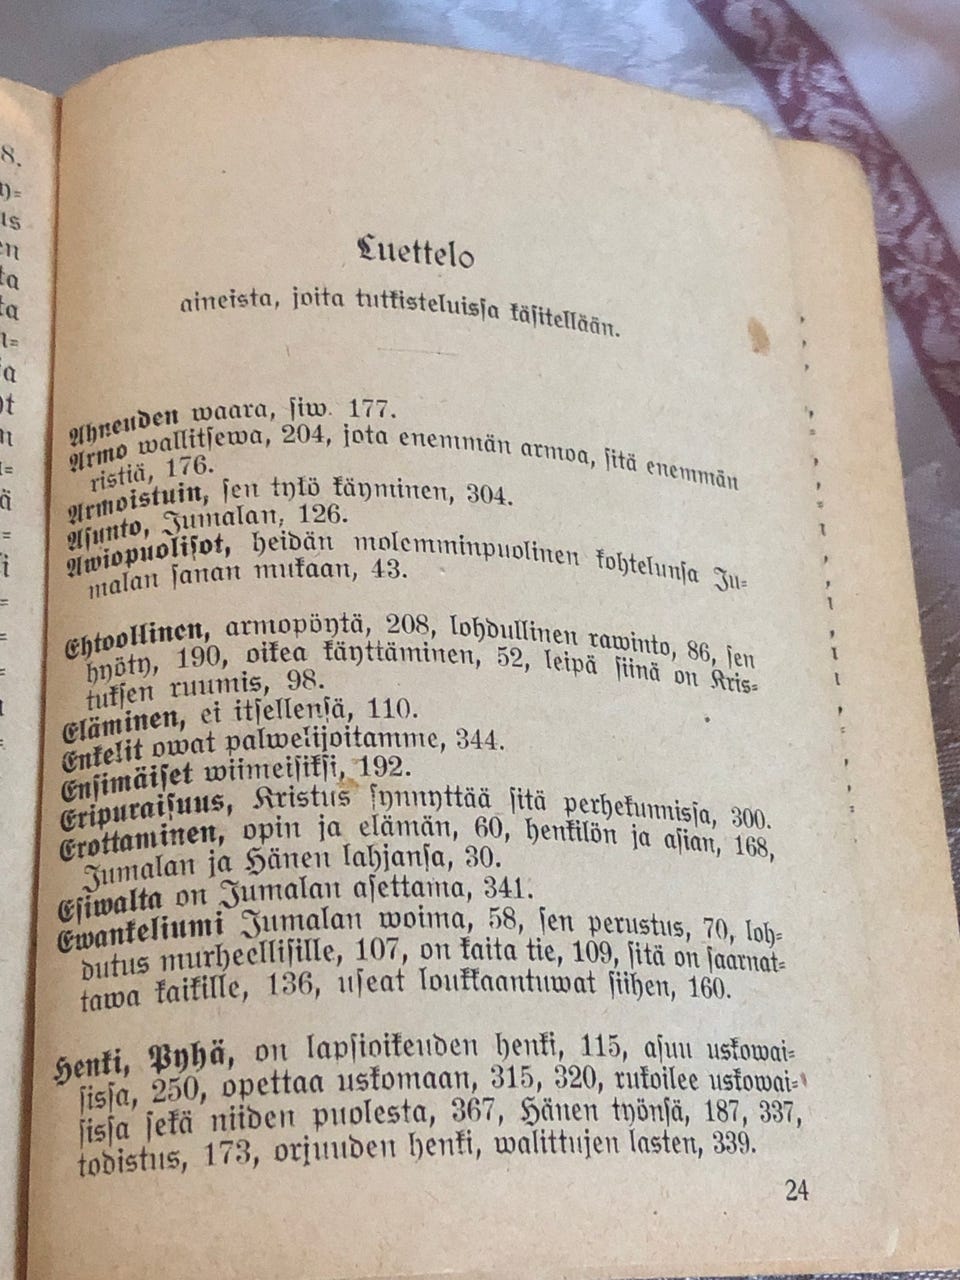 Luettelo
aineista, joita tutkisteluissa käsitellään.
Ahneuden waara, siw. 177.
Armo wallitsewa, 204, jota enemmän armoa, sitä enemmän
ristiä, 176.
Armoistuin, sen tykö käyminen, 304.
Asunto, Jumalan, 126.
Awiopuolisot, heidän molemminpuolinen kohtelunsa Ju=
malan sanan mukaan, 43.
Ehtoollinen, armopöytä, 208, lohdullinen rawinto, 86, sen
hyöty, 190, oikea käyttäminen, 52, leipä siinä on Kris=
tuksen ruumis, 98.
Eläminen, ei itsellensä, 110.
Enkelit owat palwelijoitamme, 344.
Ensimäiset wiimeisiksi, 192.
Eripuraisuus, Kristus synnyttää sitä perhekunnissa, 300.
Erottaminen, opin ja elämän, 60, henkilön ja asian, 168,
Jumalan ja Hänen lahjansa, 30.
Esiwalta on Jumalan asettama, 341.
Ewankeliumi Jumalan woima, 58, sen perustus, 70, loh=
dutus murheellisille, 107, on kaita tie, 109, sitä on saarnat=
tawa kaikille, 136, useat loukkaantuwat siihen, 160.
Henki, Pyhä, on lapsioikeuden henki, 115, asuu uskowai=
sissa, 250, opettaa uskomaan, 315, 320, rukoilee uskowai=
sissa sekä niiden puolesta, 367, Hänen työnsä, 187, 337,
todistus, 173, orjuuden henki, walittujen lasten, 339.
24